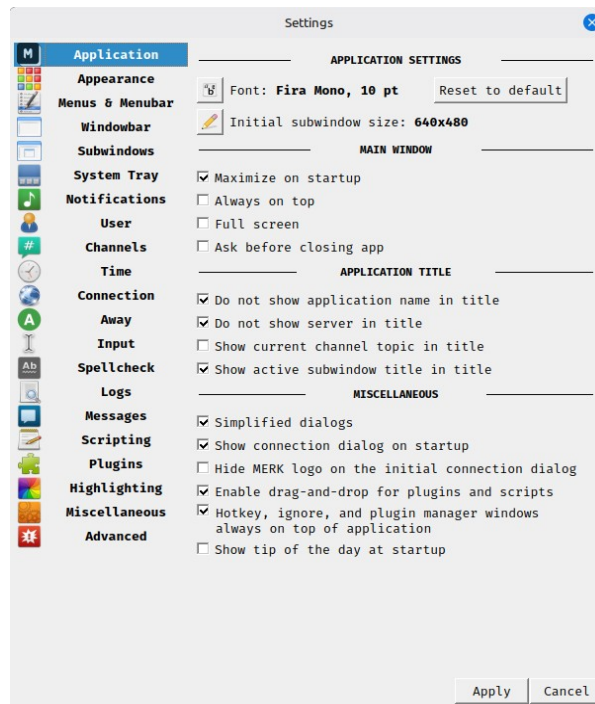 Settings
M
Application
Appearance
Menus & Menubar
Windowbar
Subwindows
System Tray
Notifications
User
#
Channels
Time
Connection
A
Away
Input
Ab
Spellcheck
Logs
Messages
Scripting
Plugins
Highlighting
Miscellaneous
Advanced
APPLICATION SETTINGS
Font: Fira Mono, 10 pt
Reset to default
Initial subwindow size: 640x480
MAIN WINDOW
Maximize on startup
Always on top
Full screen
Ask before closing app
APPLICATION TITLE
Do not show application name in title
Do not show server in title
Show current channel topic in title
Show active subwindow title in title
MISCELLANEOUS
Simplified dialogs
Show connection dialog on startup
Hide MERK logo on the initial connection dialog
Enable drag-and-drop for plugins and scripts
Hotkey, ignore, and plugin manager windows
always on top of application
Show tip of the day at startup
Apply
Cancel